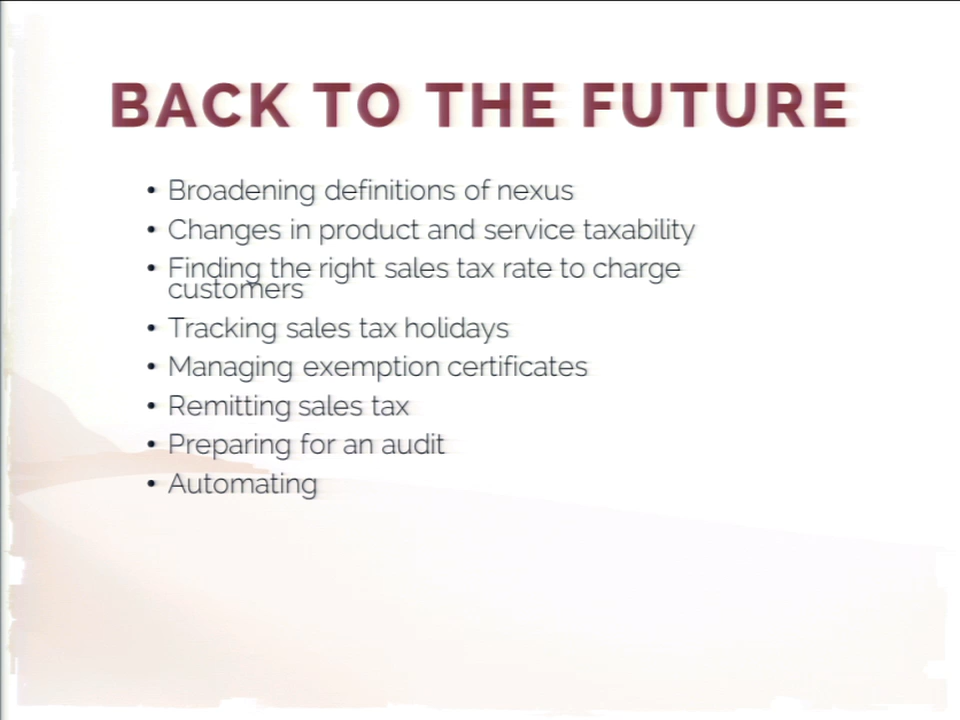 BACK TO THE FUTURE
• Broadening definitions of nexus
• Changes in product and service taxability
• Finding the right sales tax rate to charge
customers
• Tracking sales tax holidays
• Managing exemption certificates
• Remitting sales tax
• Preparing for an audit
• Automating